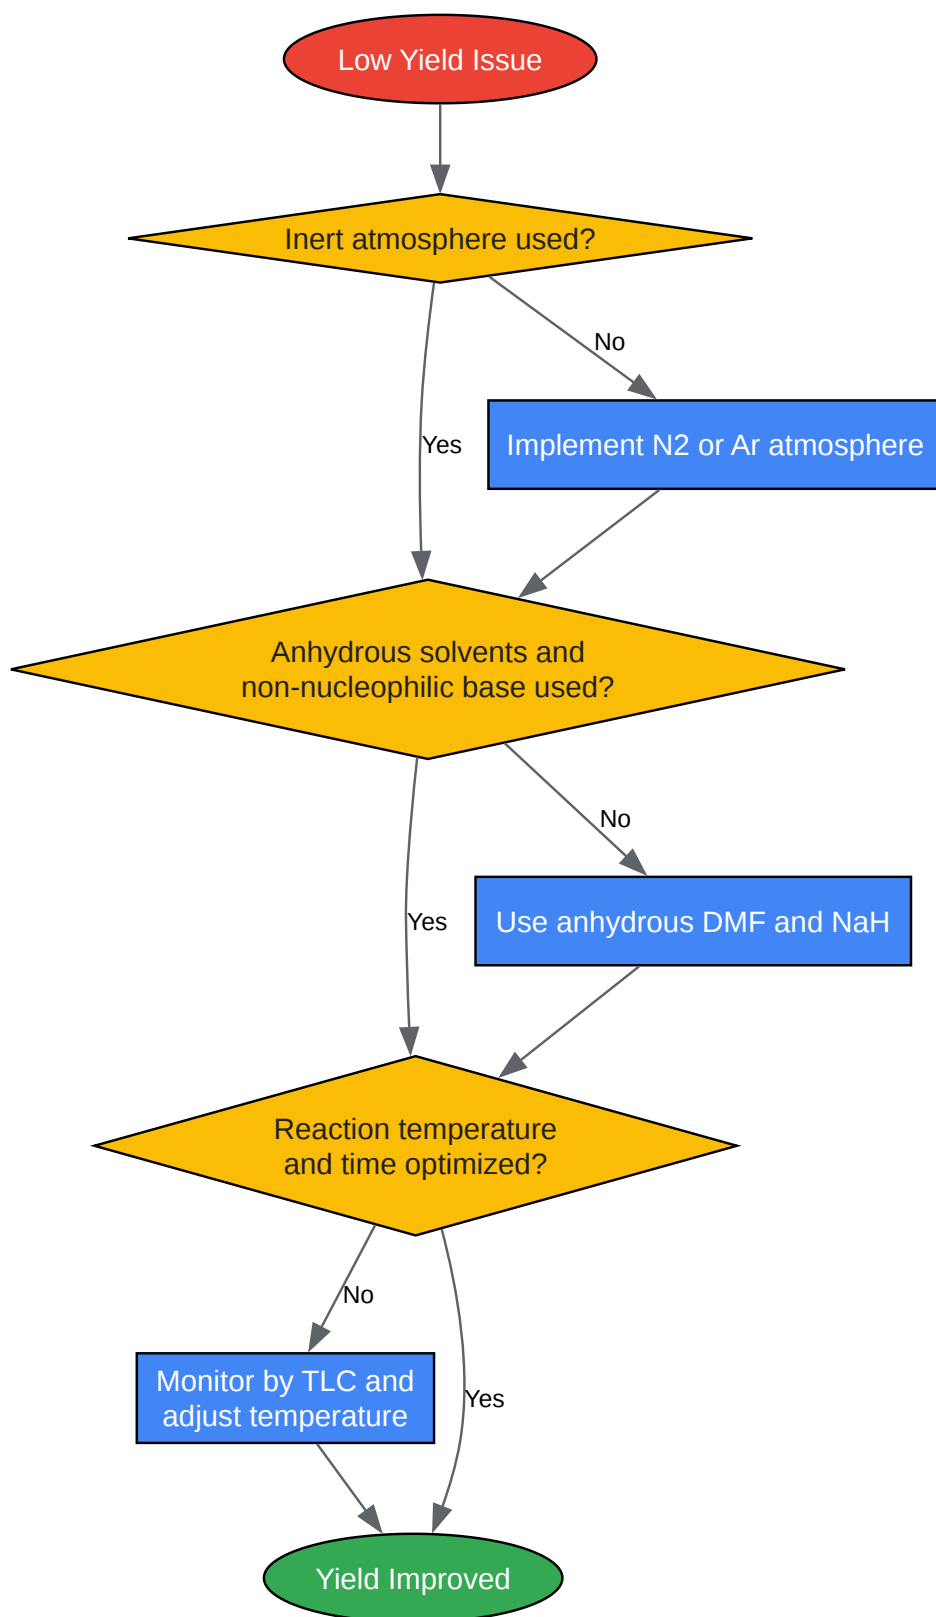 Low Yield Issue
Inert atmosphere used?
No
Yes
Implement N2 or Ar atmosphere
Anhydrous solvents and
non-nucleophilic base used?
No
Yes
Use anhydrous DMF and NaH
Reaction temperature
and time optimized?
No
Monitor by TLC and
adjust temperature
Yes
Yield Improved